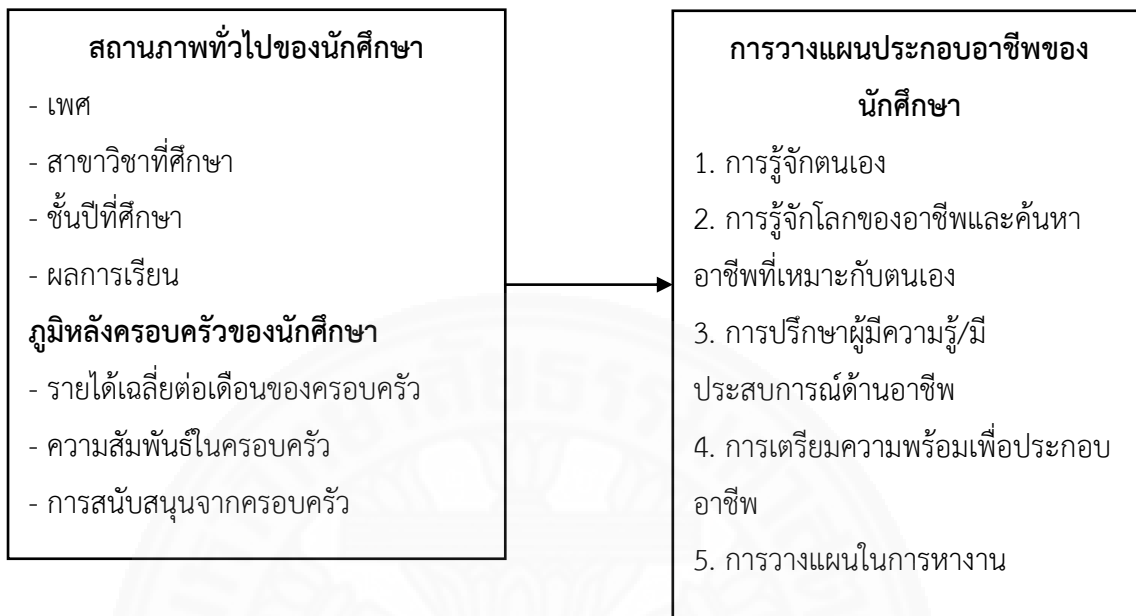 สถานภาพทั่วไปของนักศึกษา
- เพศ
- สาขาวิชาที่ศึกษา
- ชั้นปีที่ศึกษา
- ผลการเรียน
ภูมิหลังครอบครัวของนักศึกษา
- รายได้เฉลี่ยต่อเดือนของครอบครัว
- ความสัมพันธ์ในครอบครัว
- การสนับสนุนจากครอบครัว
การวางแผนประกอบอาชีพของ
นักศึกษา
1. การรู้จักตนเอง
2. การรู้จักโลกของอาชีพและค้นหา
อาชีพที่เหมาะกับตนเอง
3. การปรึกษาผู้มีความรู้/มี
ประสบการณ์ด้านอาชีพ
4. การเตรียมความพร้อมเพื่อประกอบ
อาชีพ
5. การวางแผนในการหางาน